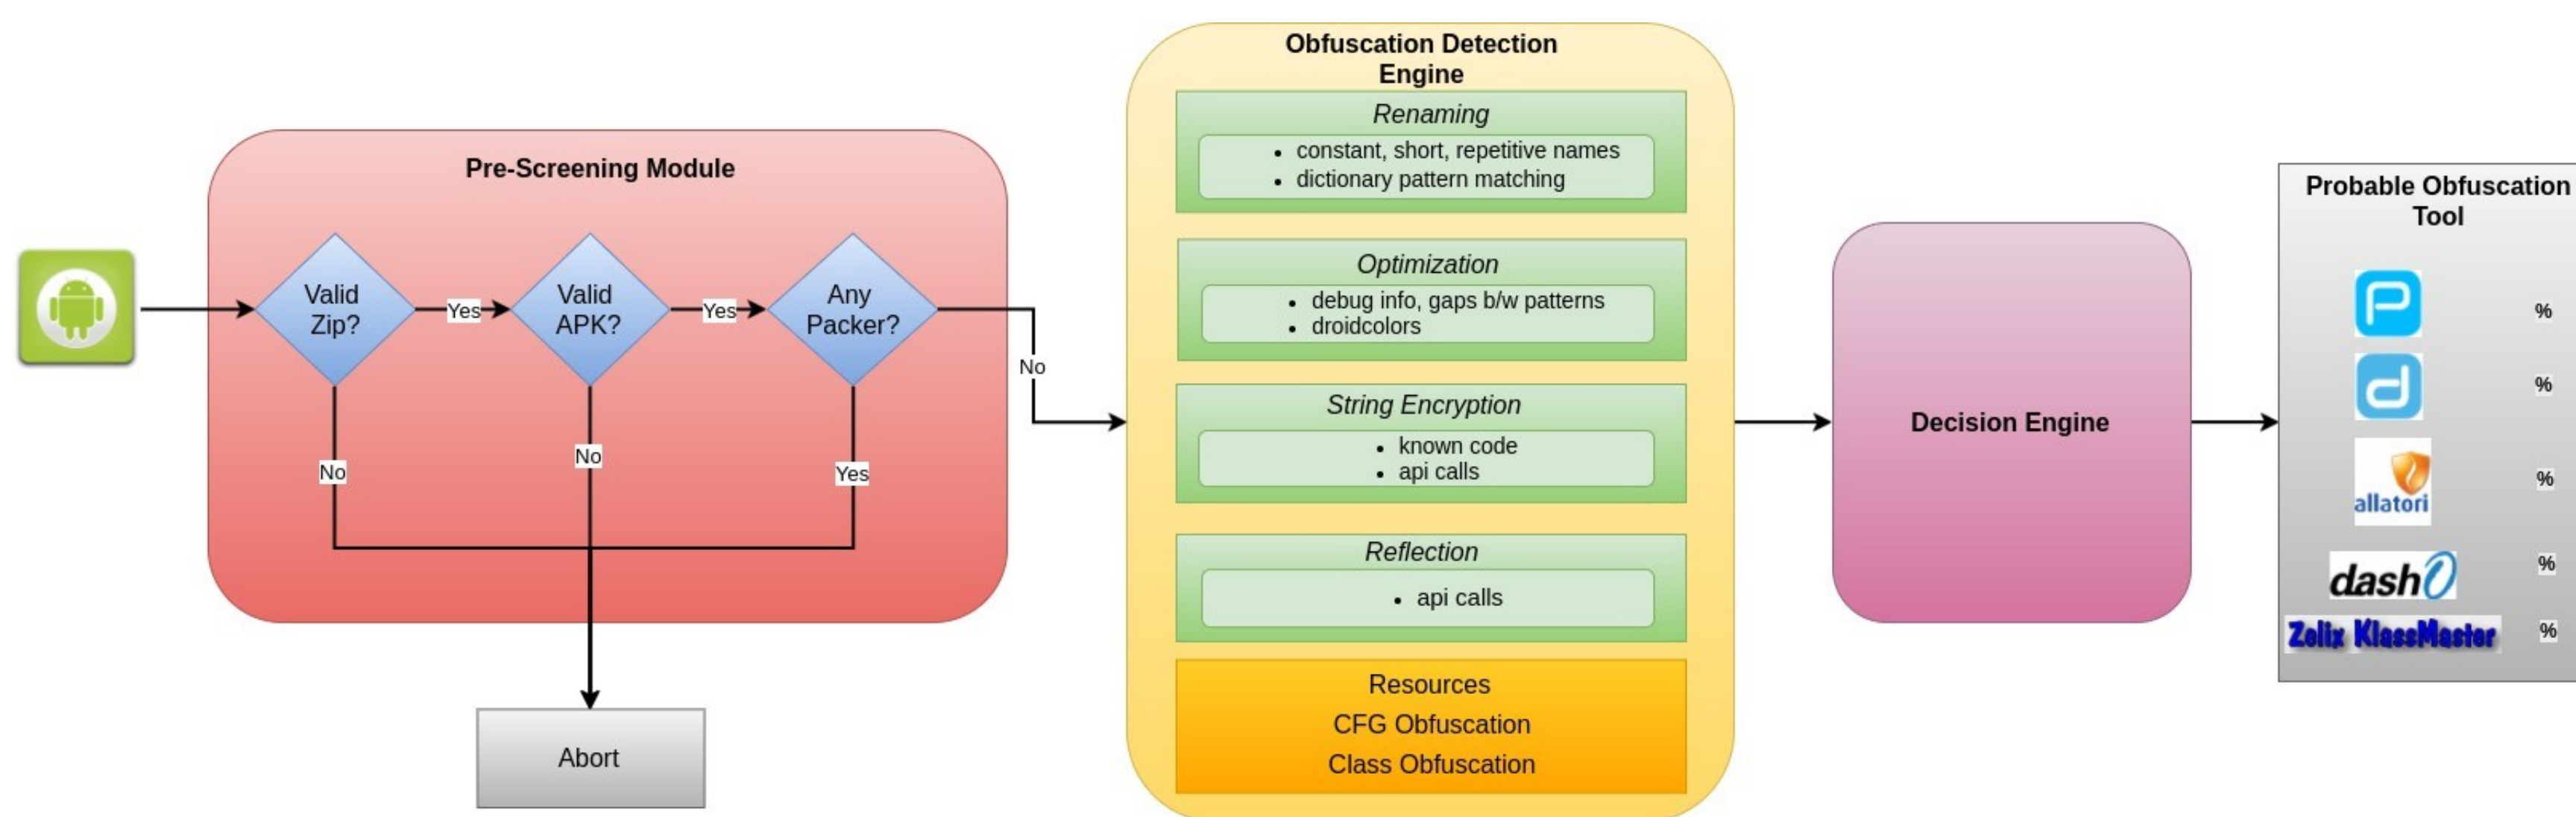 Pre-Screening Module
Valid
Zip?
Yes
Valid
APK?
Yes
Any
Packer?
No
No
No
Yes
Abort
Obfuscation Detection
Engine
Renaming
• constant, short, repetitive names
• dictionary pattern matching
Optimization
• debug info, gaps b/w patterns
• droidcolors
String Encryption
• known code
• api calls
Reflection
• api calls
Resources
CFG Obfuscation
Class Obfuscation
Decision Engine
Probable Obfuscation
Tool
P %
d %
allatori %
dashO %
Zelix KlassMaster %